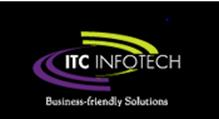 ITC INFOTECH
Business-friendly Solutions